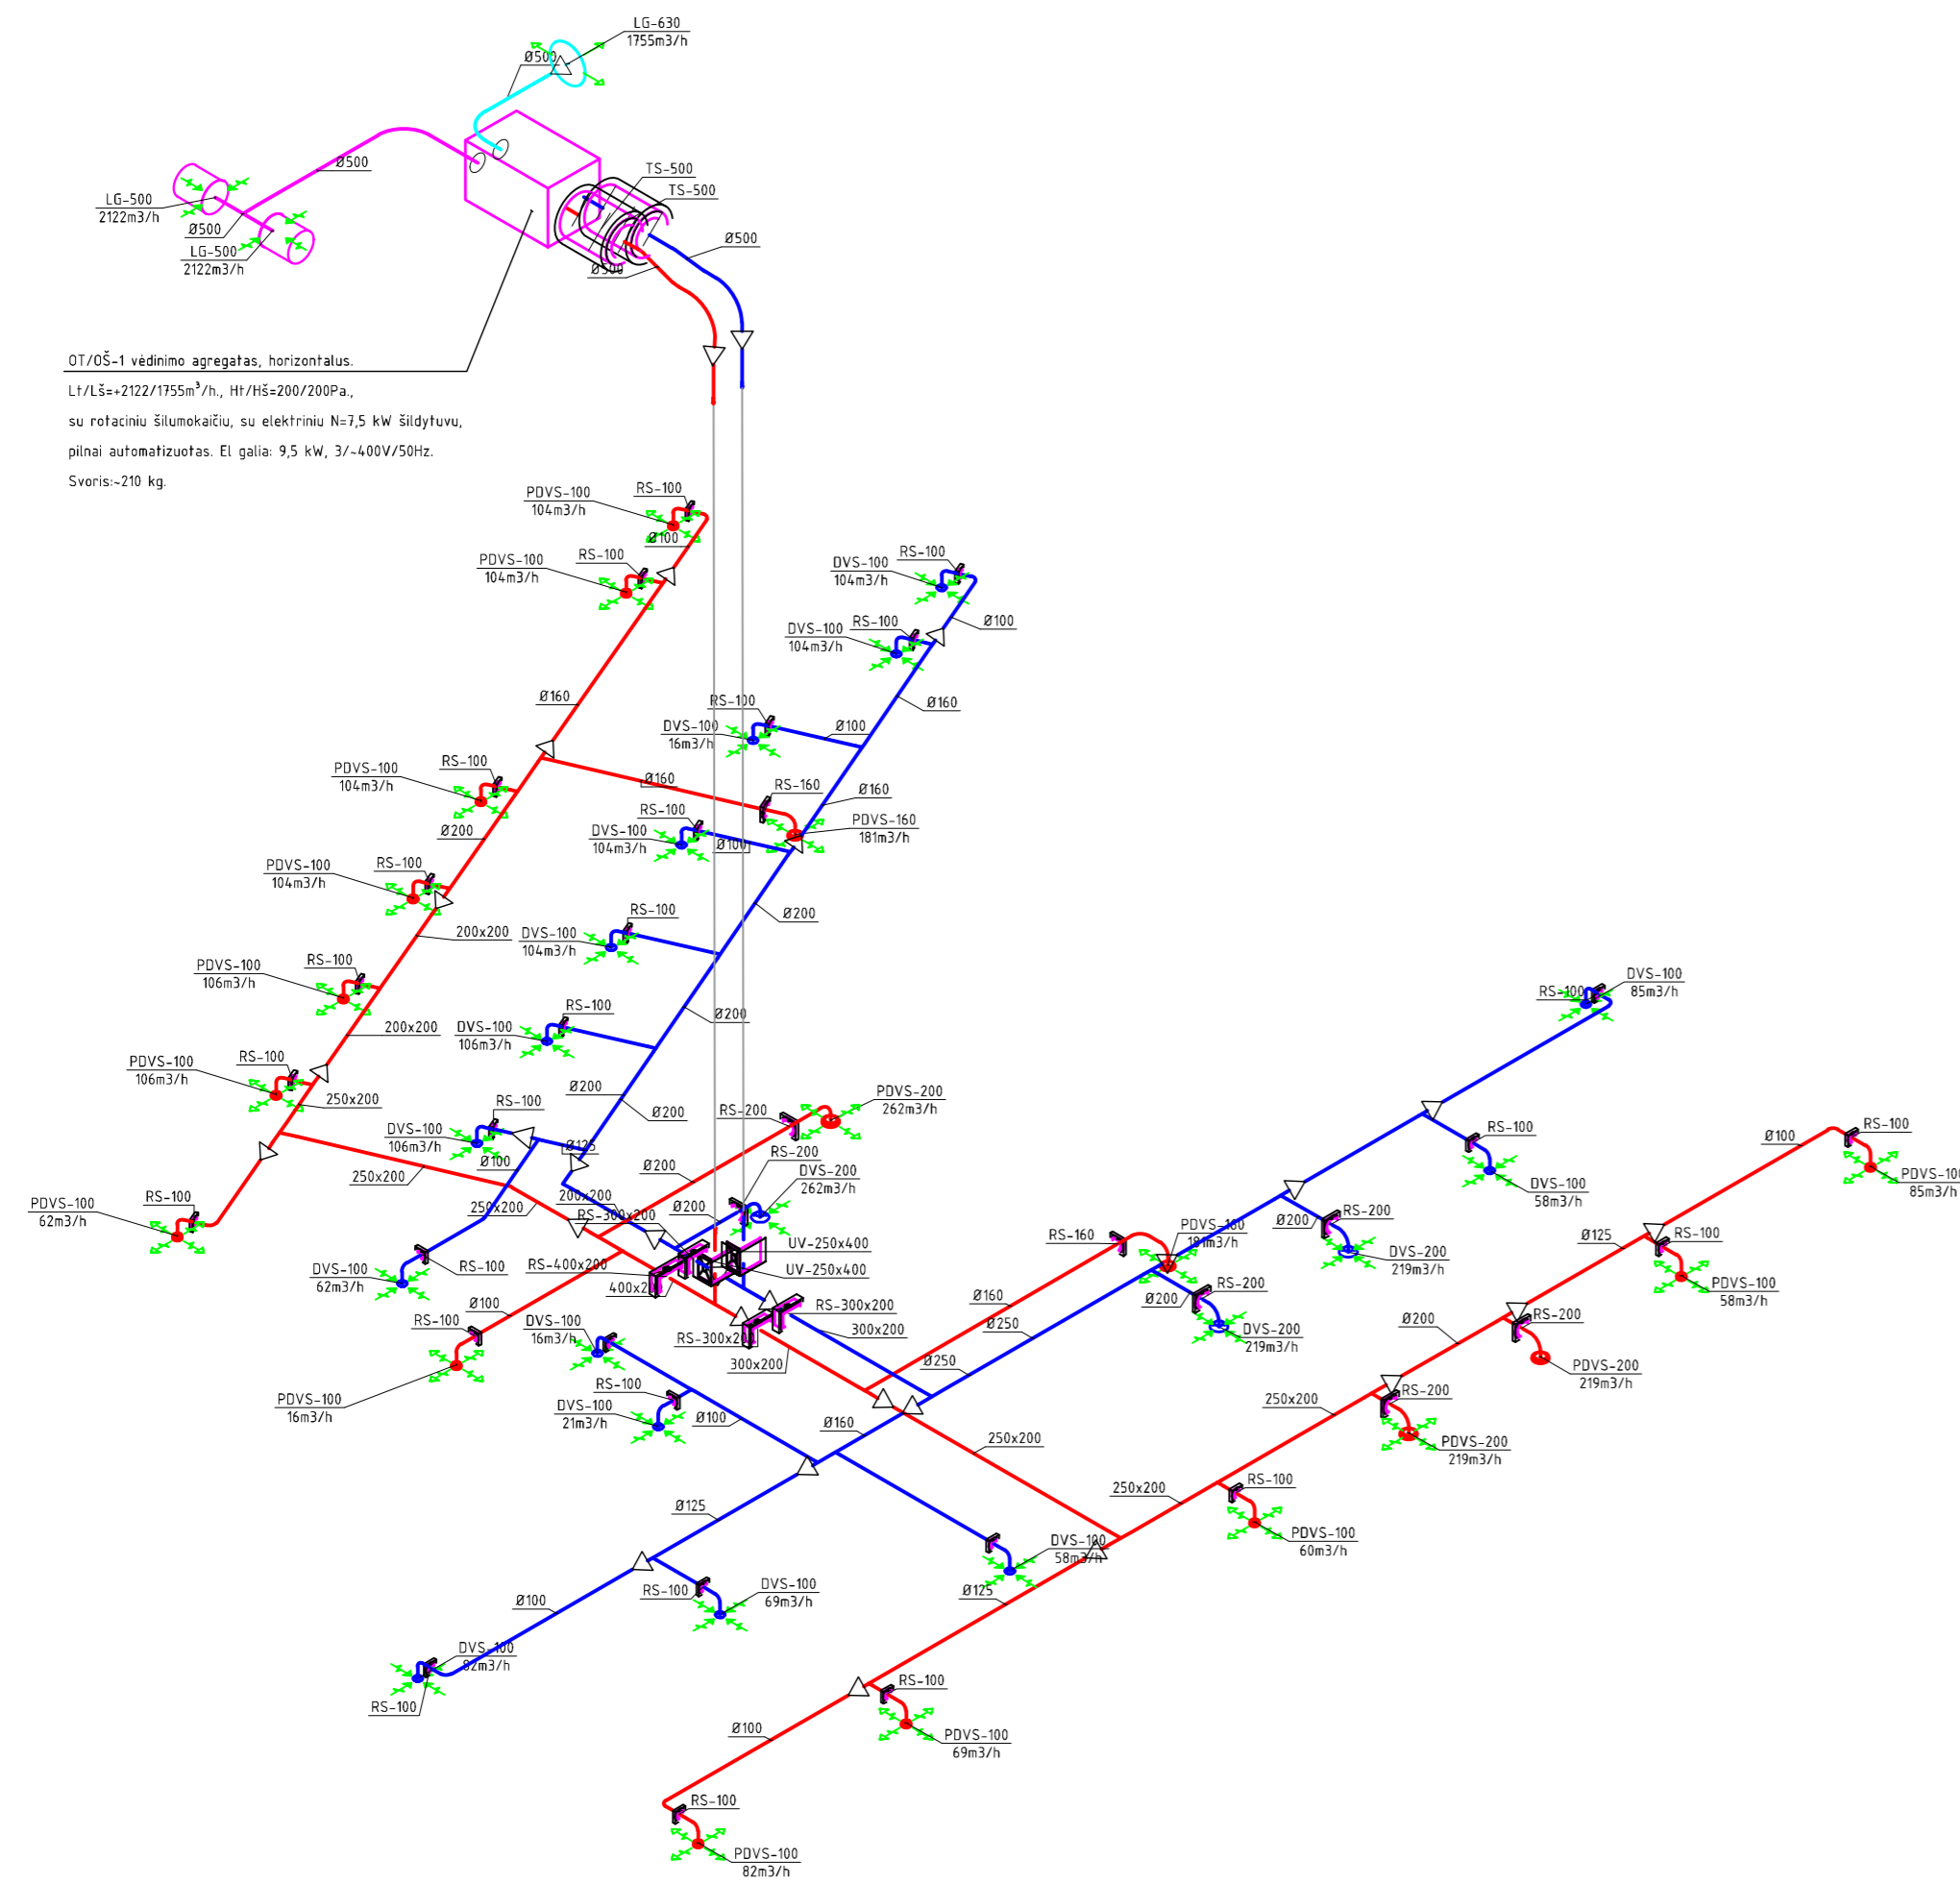 LG-630
1755m3/h
Ø500
TS-500
TS-500
Ø500
LG-500
2122m3/h
Ø500
LG-500
2122m3/h
Ø500
Ø500
OT/OŠ-1 vėdinimo agregatas, horizontalus.
Lt/Lš=+2122/1755m³/h., Ht/Hš=200/200Pa.,
su rotaciniu šilumokaičiu, su elektriniu N=7,5 kW šildytuvu,
pilnai automatizuotas. El galia: 9,5 kW, 3/~400V/50Hz.
Svoris:~210 kg.
RS-100
PDVS-100
104m3/h
Ø100
RS-100
PDVS-100
104m3/h
RS-100
DVS-100
104m3/h
Ø100
RS-100
DVS-100
104m3/h
Ø160
Ø160
RS-100
DVS-100
16m3/h
Ø100
RS-100
PDVS-100
104m3/h
Ø160
RS-160
Ø160
RS-100
PDVS-160
181m3/h
Ø200
DVS-100
104m3/h
Ø100
RS-100
PDVS-100
104m3/h
RS-100
Ø200
200x200
DVS-100
104m3/h
RS-100
PDVS-100
106m3/h
DVS-100
85m3/h
RS-100
RS-100
Ø200
200x200
DVS-100
106m3/h
RS-100
PDVS-100
106m3/h
Ø200
250x200
RS-100
Ø200
PDVS-200
262m3/h
RS-200
DVS-100
106m3/h
Ø125
Ø100
RS-200
Ø200
DVS-200
262m3/h
250x200
RS-100
Ø100
RS-100
PDVS-100
85m3/h
RS-100
PDVS-100
62m3/h
RS-100
DVS-100
58m3/h
250x200
200x200
Ø200
RS-300x200
Ø200
RS-200
RS-160
PDVS-160
181m3/h
Ø125
RS-100
UV-250x400
UV-250x400
RS-400x200
400x200
DVS-200
219m3/h
DVS-100
62m3/h
RS-100
RS-200
Ø200
PDVS-100
58m3/h
Ø100
RS-100
DVS-100
16m3/h
RS-300x200
300x200
RS-300x200
300x200
Ø160
Ø250
DVS-200
219m3/h
Ø200
RS-200
Ø250
PDVS-200
219m3/h
RS-100
DVS-100
21m3/h
Ø100
PDVS-100
16m3/h
RS-200
250x200
Ø160
250x200
PDVS-200
219m3/h
RS-100
250x200
Ø125
PDVS-100
60m3/h
DVS-100
58m3/h
RS-100
DVS-100
69m3/h
Ø125
Ø100
DVS-100
82m3/h
RS-100
RS-100
Ø100
PDVS-100
69m3/h
RS-100
PDVS-100
82m3/h